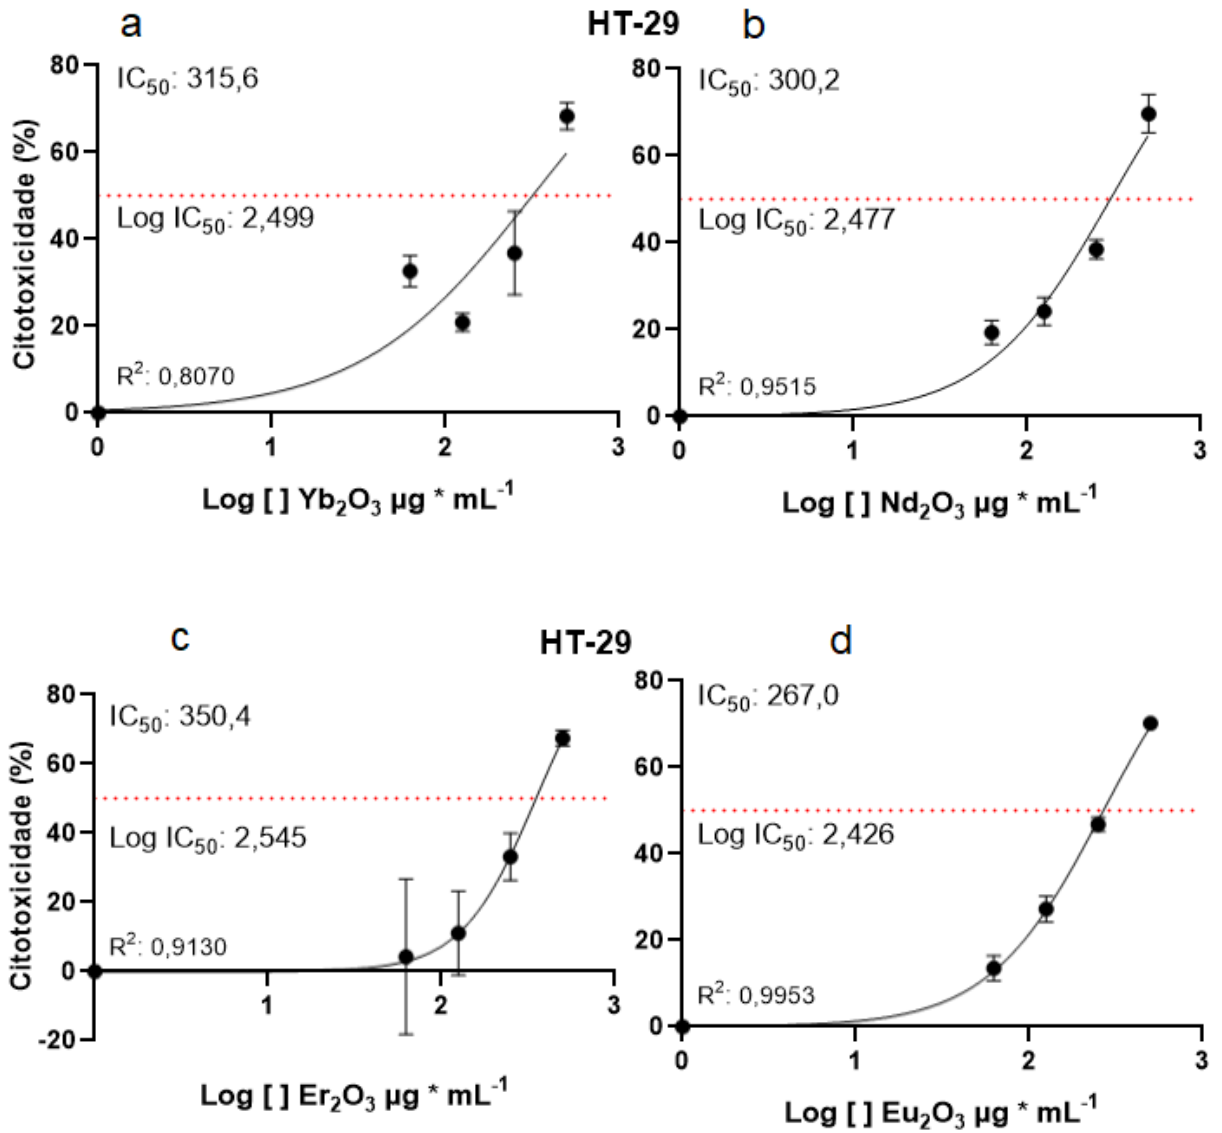 a HT-29 b
80
IC50: 315,6
60
Log IC50: 2,499
40
20
R2: 0,8070
0
0 1 2 3
Citotoxicidade (%)
Log [ ] Yb2O3 µg * mL-1
80
IC50: 300,2
60
Log IC50: 2,477
40
20
R2: 0,9515
0
0 1 2 3
Log [ ] Nd2O3 µg * mL-1
c HT-29 d
80
IC50: 350,4
60
40
Log IC50: 2,545
20
R2: 0,9130
0
1 2 3
-20
Citotoxicidade (%)
Log [ ] Er2O3 µg * mL-1
80
IC50: 267,0
60
Log IC50: 2,426
40
20
R2: 0,9953
0
0 1 2 3
Log [ ] Eu2O3 µg * mL-1